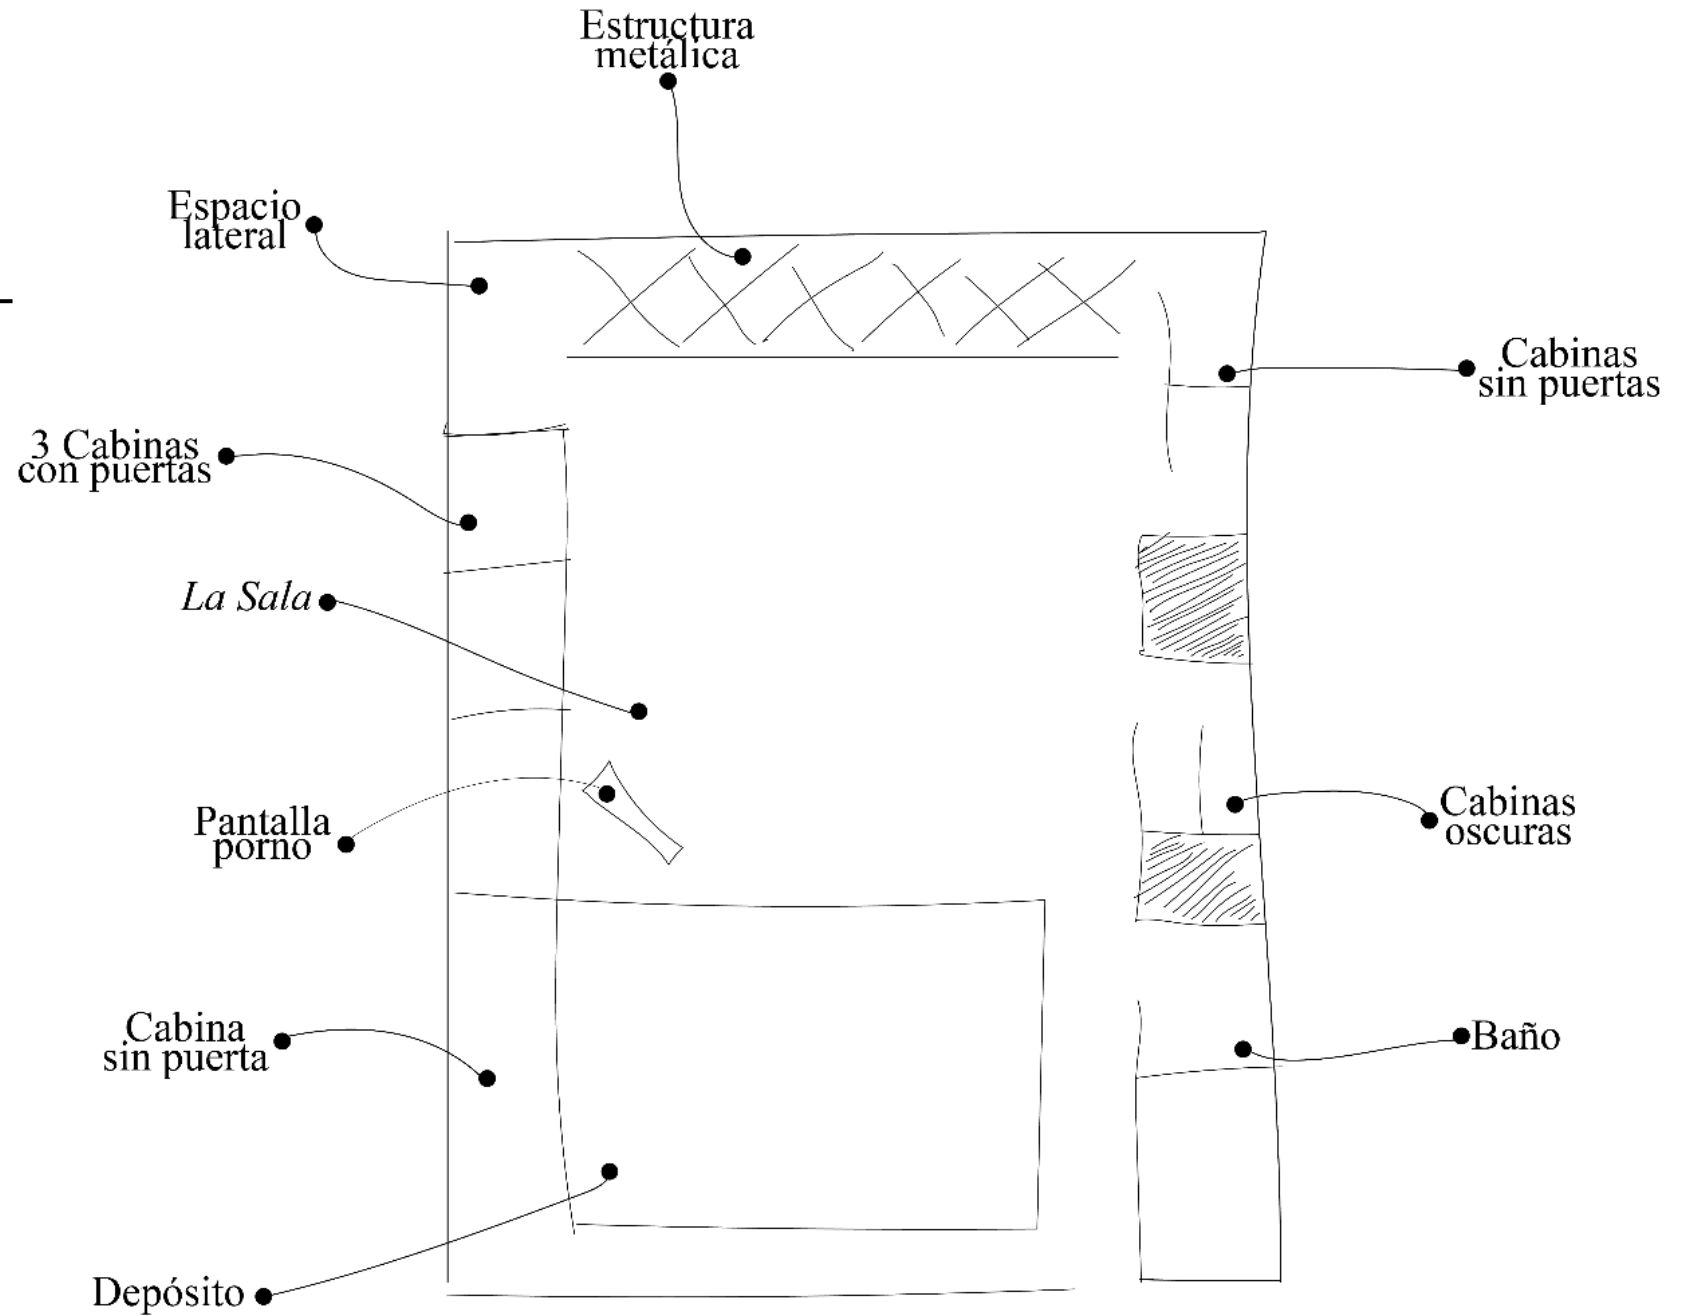 Estructura
metálica
Espacio
lateral
Cabinas
sin puertas
3 Cabinas
con puertas
La Sala
Pantalla
porno
Cabinas
oscuras
Cabina
sin puerta
Baño
Depósito